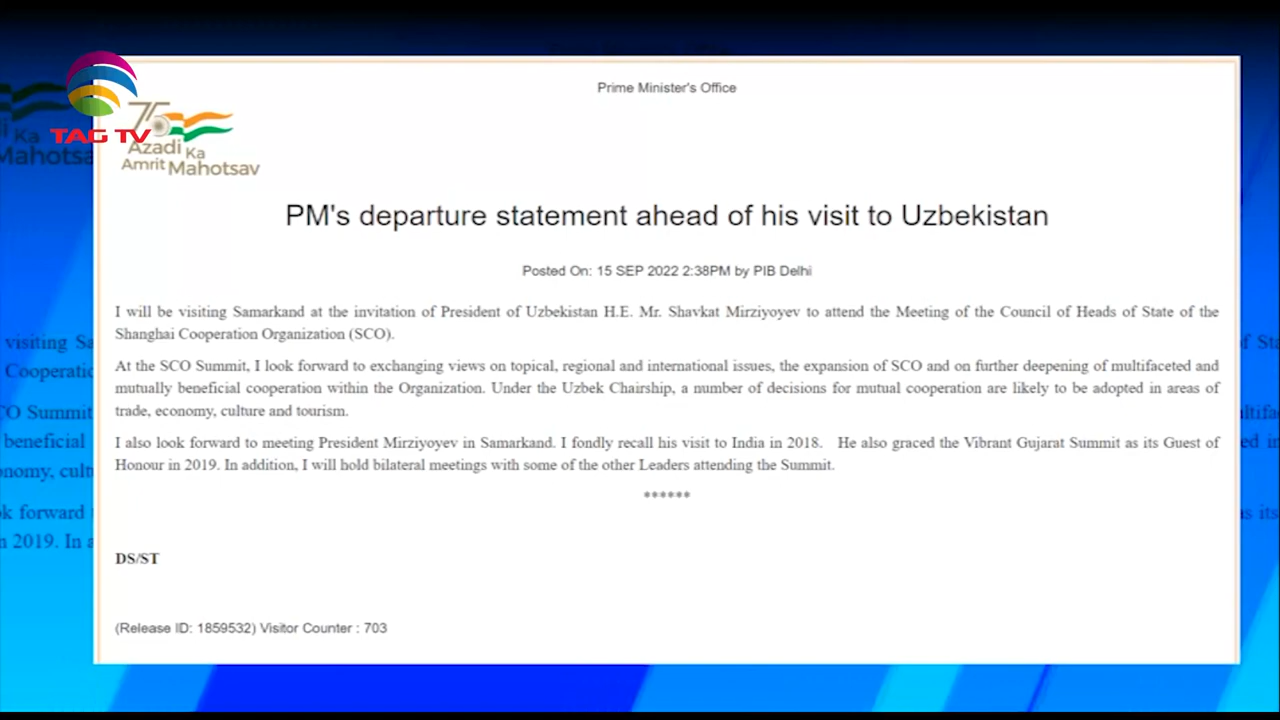 Prime Minister's Office
TAG TV
75
Azadi Ka
Amrit Mahotsav
PM's departure statement ahead of his visit to Uzbekistan
Posted On: 15 SEP 2022 2:38PM by PIB Delhi
I will be visiting Samarkand at the invitation of President of Uzbekistan H.E. Mr. Shavkat Mirziyoyev to attend the Meeting of the Council of Heads of State of the
Shanghai Cooperation Organization (SCO).
At the SCO Summit, I look forward to exchanging views on topical, regional and international issues, the expansion of SCO and on further deepening of multifaceted and
mutually beneficial cooperation within the Organization. Under the Uzbek Chairship, a number of decisions for mutual cooperation are likely to be adopted in areas of
trade, economy, culture and tourism.
I also look forward to meeting President Mirziyoyev in Samarkand. I fondly recall his visit to India in 2018. He also graced the Vibrant Gujarat Summit as its Guest of
Honour in 2019. In addition, I will hold bilateral meetings with some of the other Leaders attending the Summit.
******
DS/ST
(Release ID: 1859532) Visitor Counter : 703